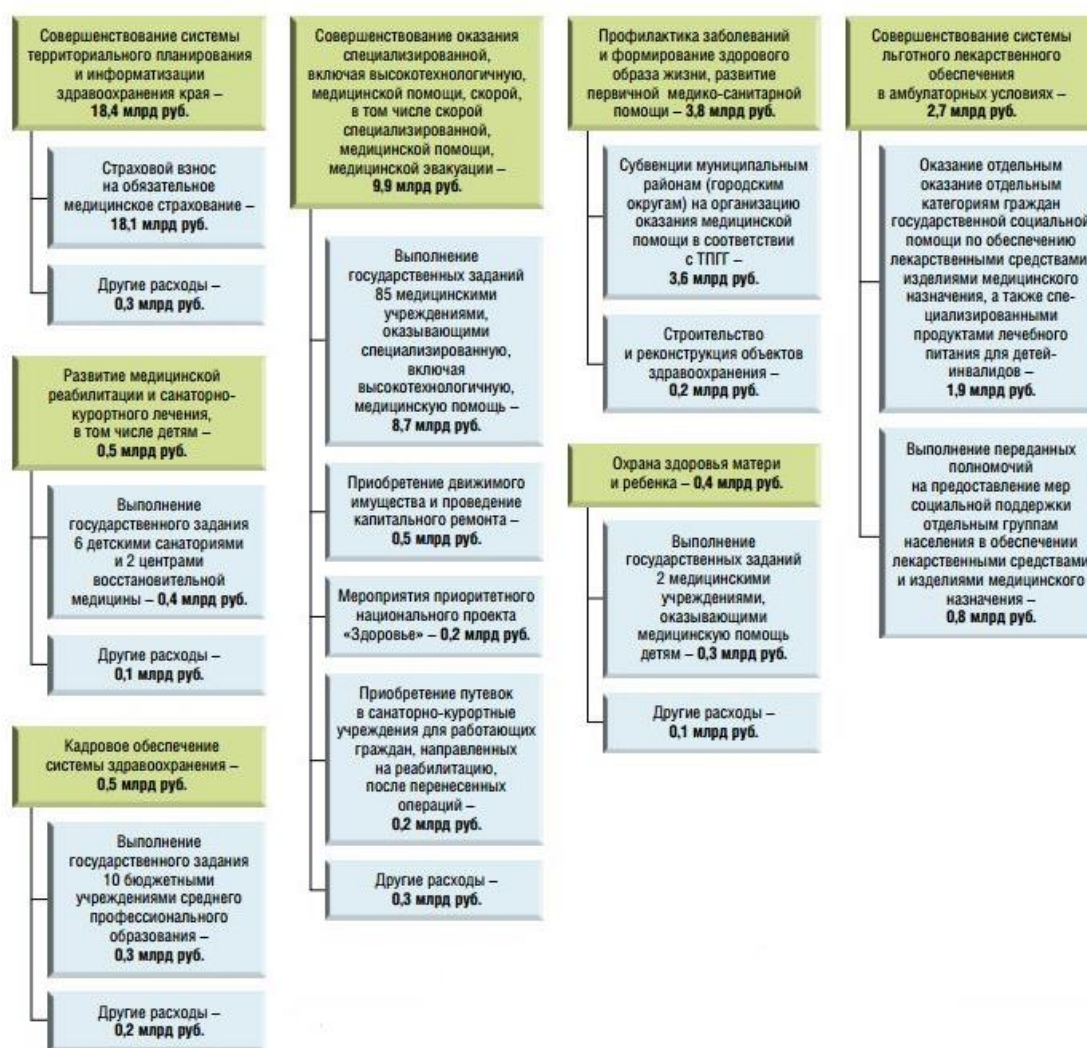 Совершенствование системы
территориального планирования
и информатизации
здравоохранения края –
18,4 млрд руб.
Страховой взнос
на обязательное
медицинское страхование –
18,1 млрд руб.
Другие расходы –
0,3 млрд руб.
Развитие медицинской
реабилитации и санаторно-
курортного лечения,
в том числе детям –
0,5 млрд руб.
Выполнение
государственного задания
6 детскими санаториями
и 2 центрами
восстановительной
медицины – 0,4 млрд руб.
Другие расходы –
0,1 млрд руб.
Кадровое обеспечение
системы здравоохранения –
0,5 млрд руб.
Выполнение
государственного задания
10 бюджетными
учреждениями среднего
профессионального
образования –
0,3 млрд руб.
Другие расходы –
0,2 млрд руб.
Совершенствование оказания
специализированной,
включая высокотехнологичную,
медицинской помощи, скорой,
в том числе скорой
специализированной,
медицинской помощи,
медицинской эвакуации –
9,9 млрд руб.
Выполнение
государственных заданий
85 медицинскими
учреждениями,
оказывающими
специализированную,
включая
высокотехнологичную,
медицинскую помощь –
8,7 млрд руб.
Приобретение движимого
имущества и проведение
капитального ремонта –
0,5 млрд руб.
Мероприятия приоритетного
национального проекта
«Здоровье» – 0,2 млрд руб.
Приобретение путевок
в санаторно-курортные
учреждения для работающих
граждан, направленных
на реабилитацию,
после перенесенных
операций –
0,2 млрд руб.
Другие расходы –
0,3 млрд руб.
Профилактика заболеваний
и формирование здорового
образа жизни, развитие
первичной медико-санитарной
помощи – 3,8 млрд руб.
Субвенции муниципальным
районам (городским
округам) на организацию
оказания медицинской
помощи в соответствии
с ТПГГ –
3,6 млрд руб.
Строительство
и реконструкция объектов
здравоохранения –
0,2 млрд руб.
Охрана здоровья матери
и ребенка – 0,4 млрд руб.
Выполнение
государственных заданий
2 медицинскими
учреждениями,
оказывающими
медицинскую помощь
детям – 0,3 млрд руб.
Другие расходы –
0,1 млрд руб.
Совершенствование системы
льготного лекарственного
обеспечения
в амбулаторных условиях –
2,7 млрд руб.
Оказание отдельным
оказание отдельным
категориям граждан
государственной социальной
помощи по обеспечению
лекарственными средствами
изделиями медицинского
назначения, а также спе-
циализированными
продуктами лечебного
питания для детей-
инвалидов –
1,9 млрд руб.
Выполнение переданных
полномочий
на предоставление мер
социальной поддержки
отдельным группам
населения в обеспечении
лекарственными средствами
и изделиями медицинского
назначения –
0,8 млрд руб.